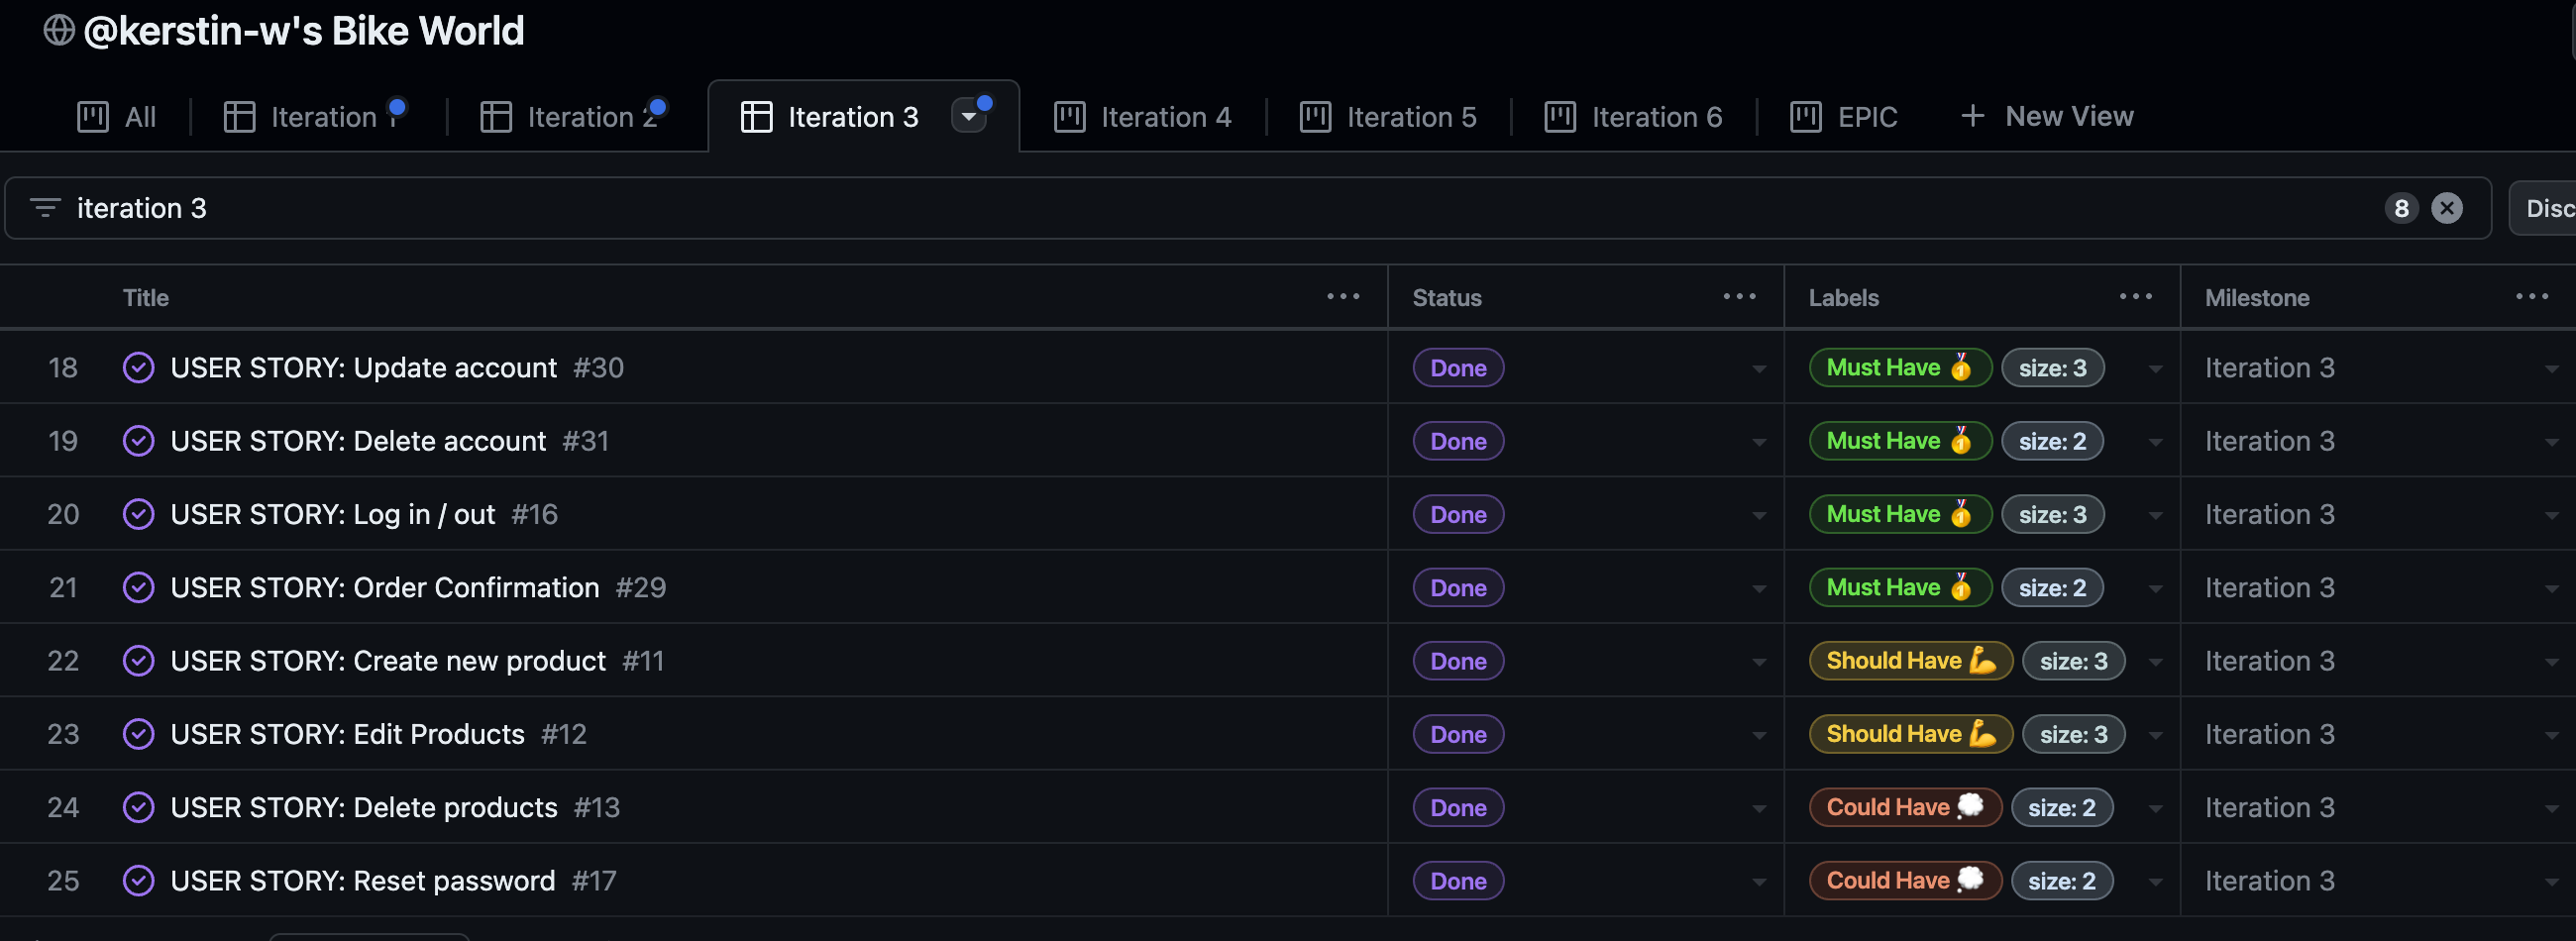 @kerstin-w's Bike World
All Iteration 1 Iteration 2 Iteration 3 Iteration 4 Iteration 5 Iteration 6 EPIC + New View
iteration 3 8 Disc
Title Status Labels Milestone
18 USER STORY: Update account #30 Done Must Have 🥇 size: 3 Iteration 3
19 USER STORY: Delete account #31 Done Must Have 🥇 size: 2 Iteration 3
20 USER STORY: Log in / out #16 Done Must Have 🥇 size: 3 Iteration 3
21 USER STORY: Order Confirmation #29 Done Must Have 🥇 size: 2 Iteration 3
22 USER STORY: Create new product #11 Done Should Have 💪 size: 3 Iteration 3
23 USER STORY: Edit Products #12 Done Should Have 💪 size: 3 Iteration 3
24 USER STORY: Delete products #13 Done Could Have 💭 size: 2 Iteration 3
25 USER STORY: Reset password #17 Done Could Have 💭 size: 2 Iteration 3